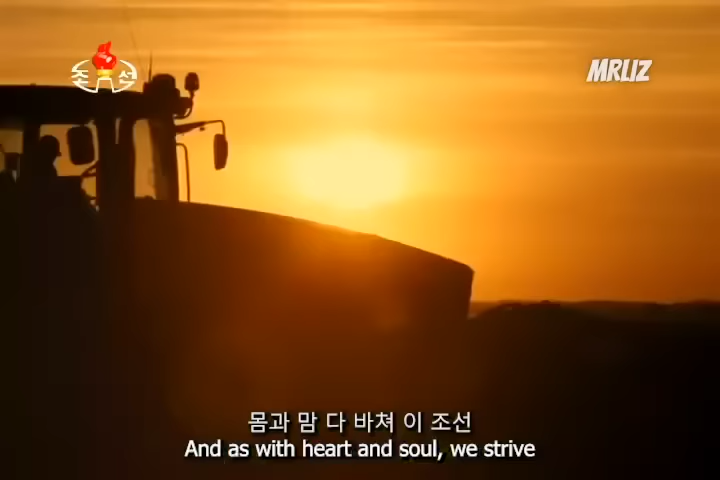 조선
MRLIZ
몸과 맘 다 바쳐 이 조선
And as with heart and soul, we strive